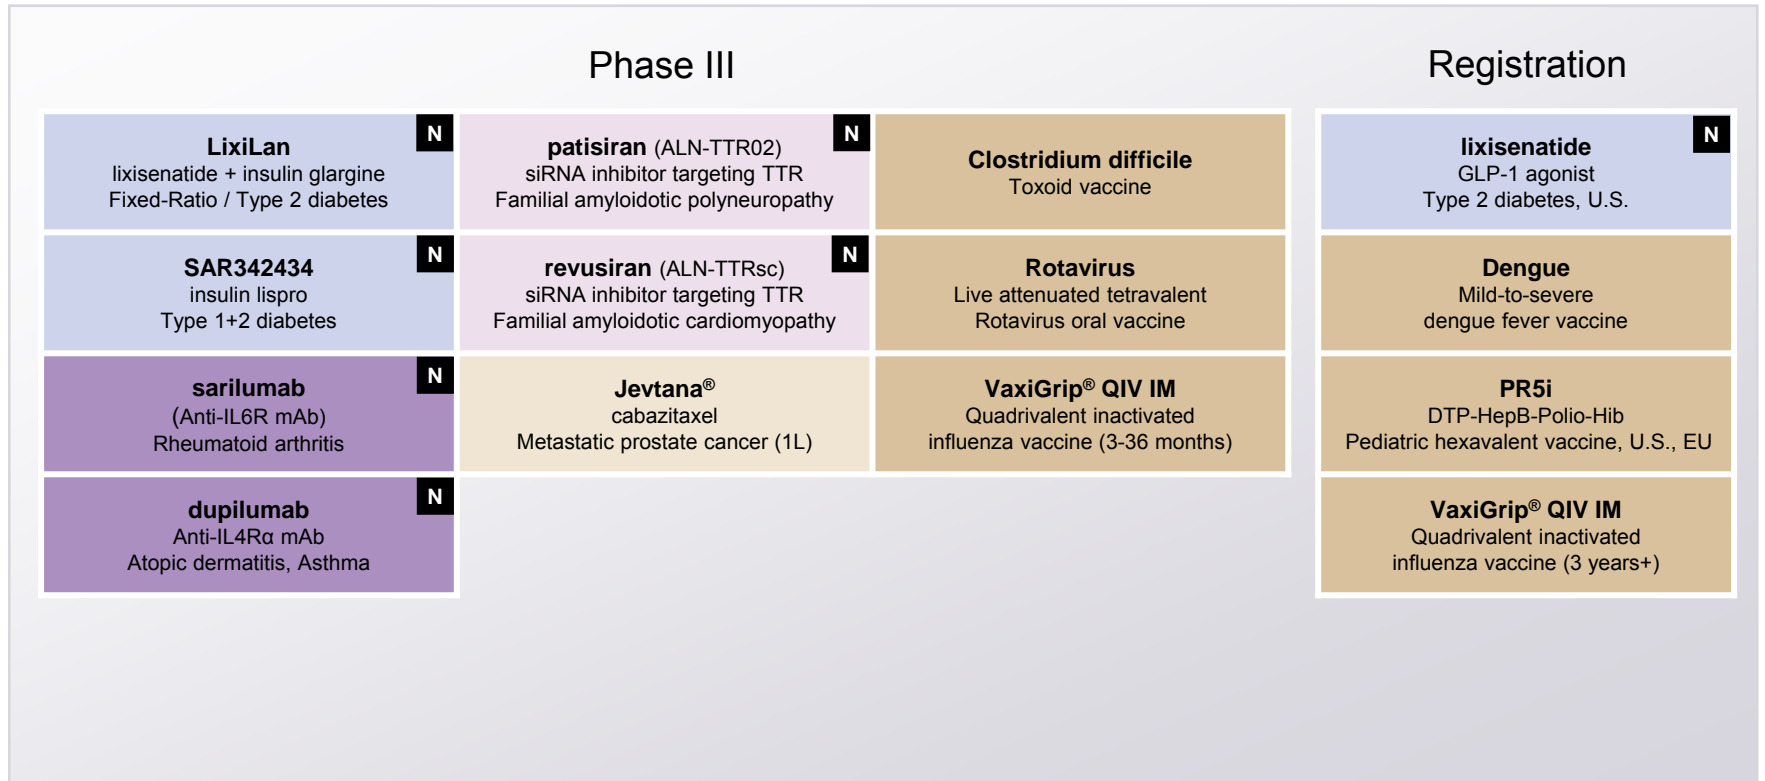 Phase III
LixiLan
N
lixisenatide + insulin glargine
Fixed-Ratio / Type 2 diabetes
SAR342434
N
insulin lispro
Type 1+2 diabetes
sarilumab
N
(Anti-IL6R mAb)
Rheumatoid arthritis
dupilumab
N
Anti-IL4Rα mAb
Atopic dermatitis, Asthma
patisiran (ALN-TTR02)
N
siRNA inhibitor targeting TTR
Familial amyloidotic polyneuropathy
revusiran (ALN-TTRsc)
N
siRNA inhibitor targeting TTR
Familial amyloidotic cardiomyopathy
Jevtana®
cabazitaxel
Metastatic prostate cancer (1L)
Clostridium difficile
Toxoid vaccine
Rotavirus
Live attenuated tetravalent
Rotavirus oral vaccine
VaxiGrip® QIV IM
Quadrivalent inactivated
influenza vaccine (3-36 months)
Registration
lixisenatide
N
GLP-1 agonist
Type 2 diabetes, U.S.
Dengue
Mild-to-severe
dengue fever vaccine
PR5i
DTP-HepB-Polio-Hib
Pediatric hexavalent vaccine, U.S., EU
VaxiGrip® QIV IM
Quadrivalent inactivated
influenza vaccine (3 years+)